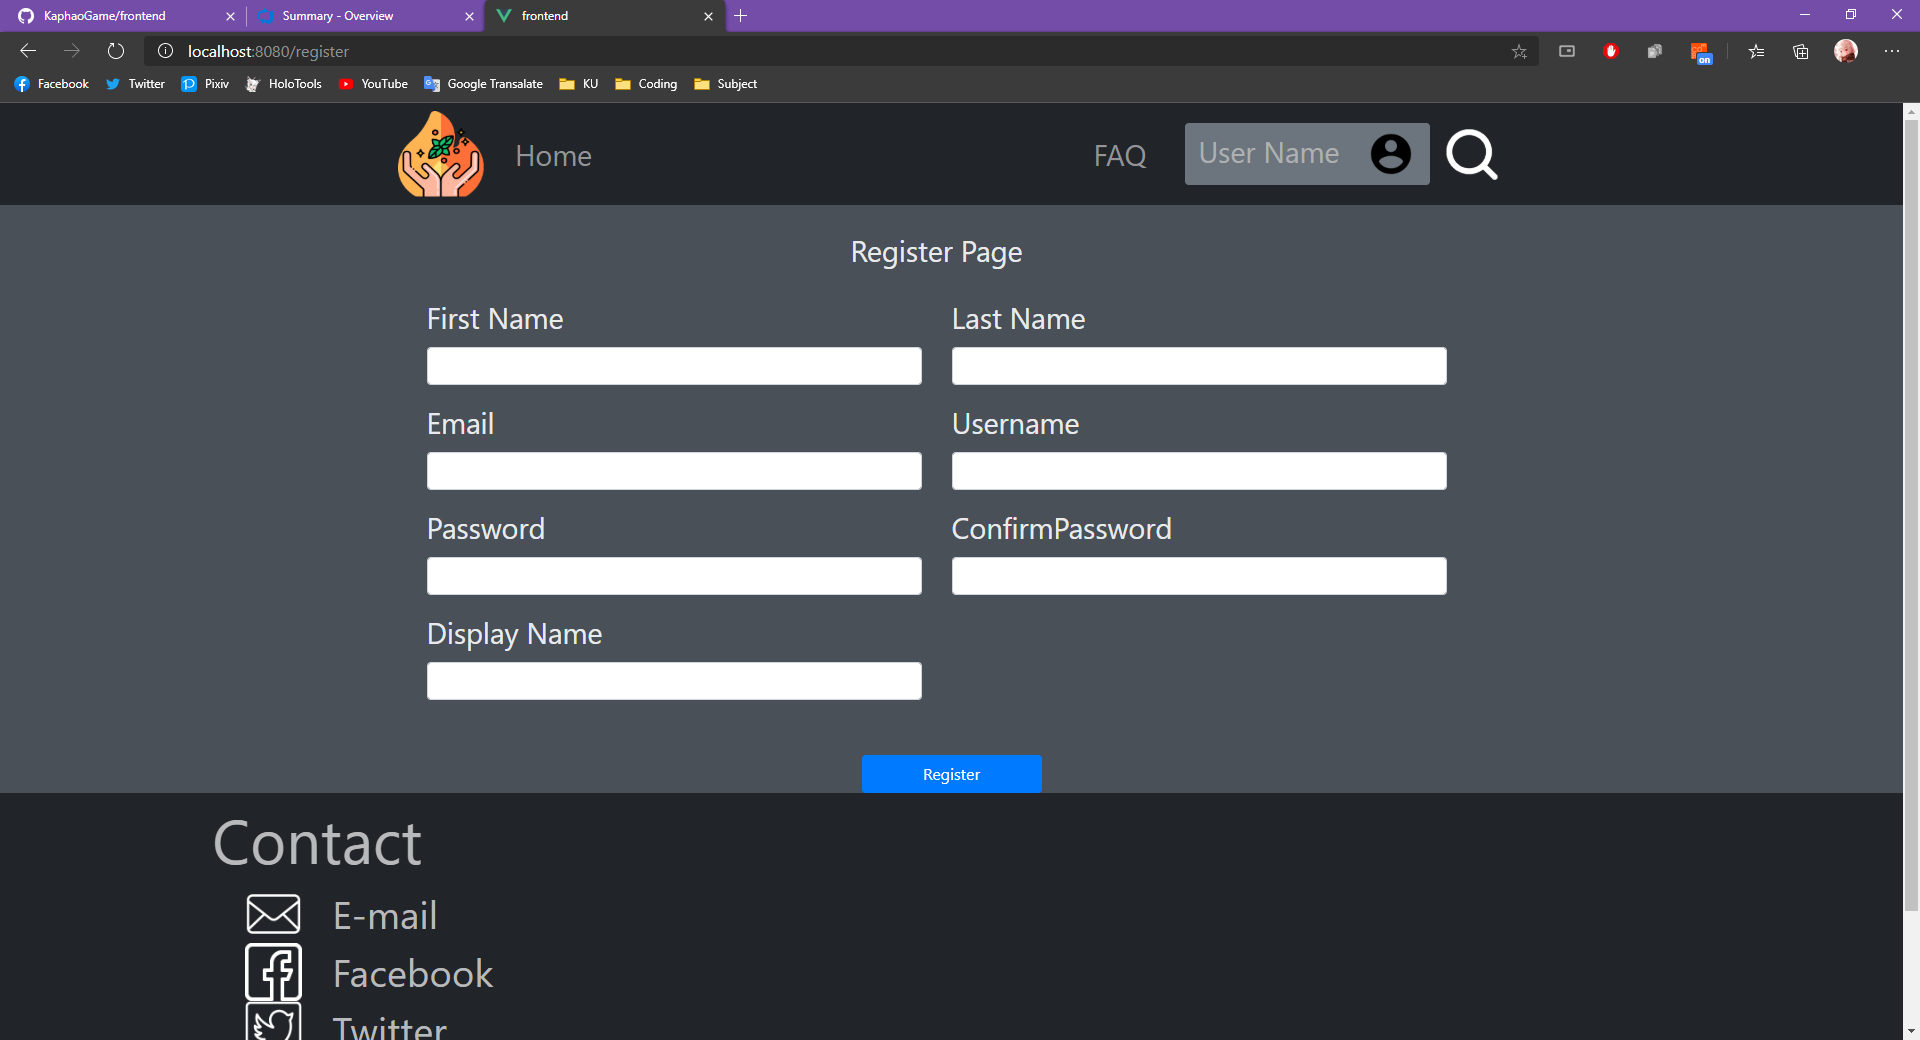 KaphaoGame/frontend
Summary - Overview
frontend
localhost:8080/register
on
Facebook
Twitter
Pixiv
HoloTools
YouTube
Google Transalate
KU
Coding
Subject
Home
FAQ
User Name
Register Page
First Name
Last Name
Email
Username
Password
ConfirmPassword
Display Name
Register
Contact
E-mail
Facebook
Twitter